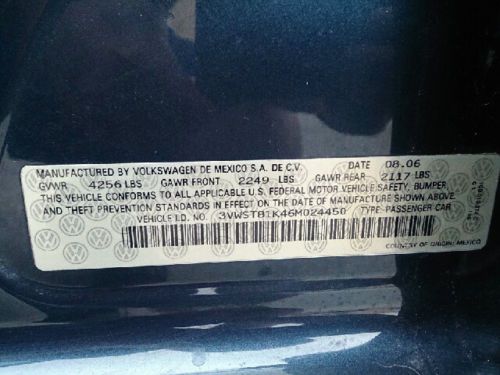 MANUFACTURED BY VOLKSWAGEN DE MEXICO S.A. DE C.V. DATE 08.06
GVWR 4256 LBS GAWR FRONT 2249 LBS GAWR REAR 2117 LBS
THIS VEHICLE CONFORMS TO ALL APPLICABLE U.S. FEDERAL MOTOR VEHICLE SAFETY, BUMPER
AND THEFT PREVENTION STANDARDS IN EFFECT ON THE DATE OF MANUFACTURE SHOWN ABOVE.
VEHICLE I.D. NO.: 3VWST81K46M024450 TYPE-PASSENGER CAR
COUNTRY OF ORIGIN: MEXICO